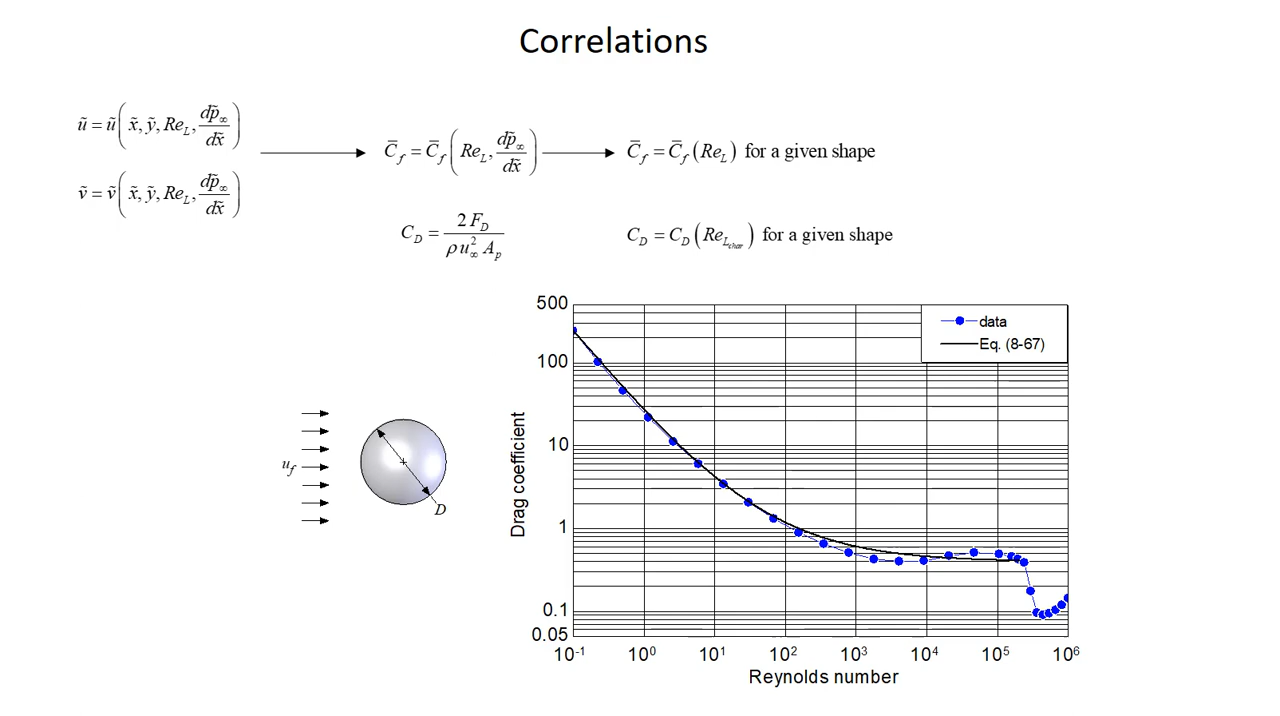 Correlations
ũ = ũ(x̃, ỹ, Re_L, dp̃_∞/dx̃)
ṽ = ṽ(x̃, ỹ, Re_L, dp̃_∞/dx̃)
C̄_f = C̄_f(Re_L, dp̃_∞/dx̃)
C̄_f = C̄_f(Re_L) for a given shape
C_D = 2 F_D / ρ u_∞^2 A_p
C_D = C_D(Re_{L_char}) for a given shape
u_f
D
data
Eq. (8-67)
500
100
10
1
0.1
0.05
Drag coefficient
10^-1 10^0 10^1 10^2 10^3 10^4 10^5 10^6
Reynolds number